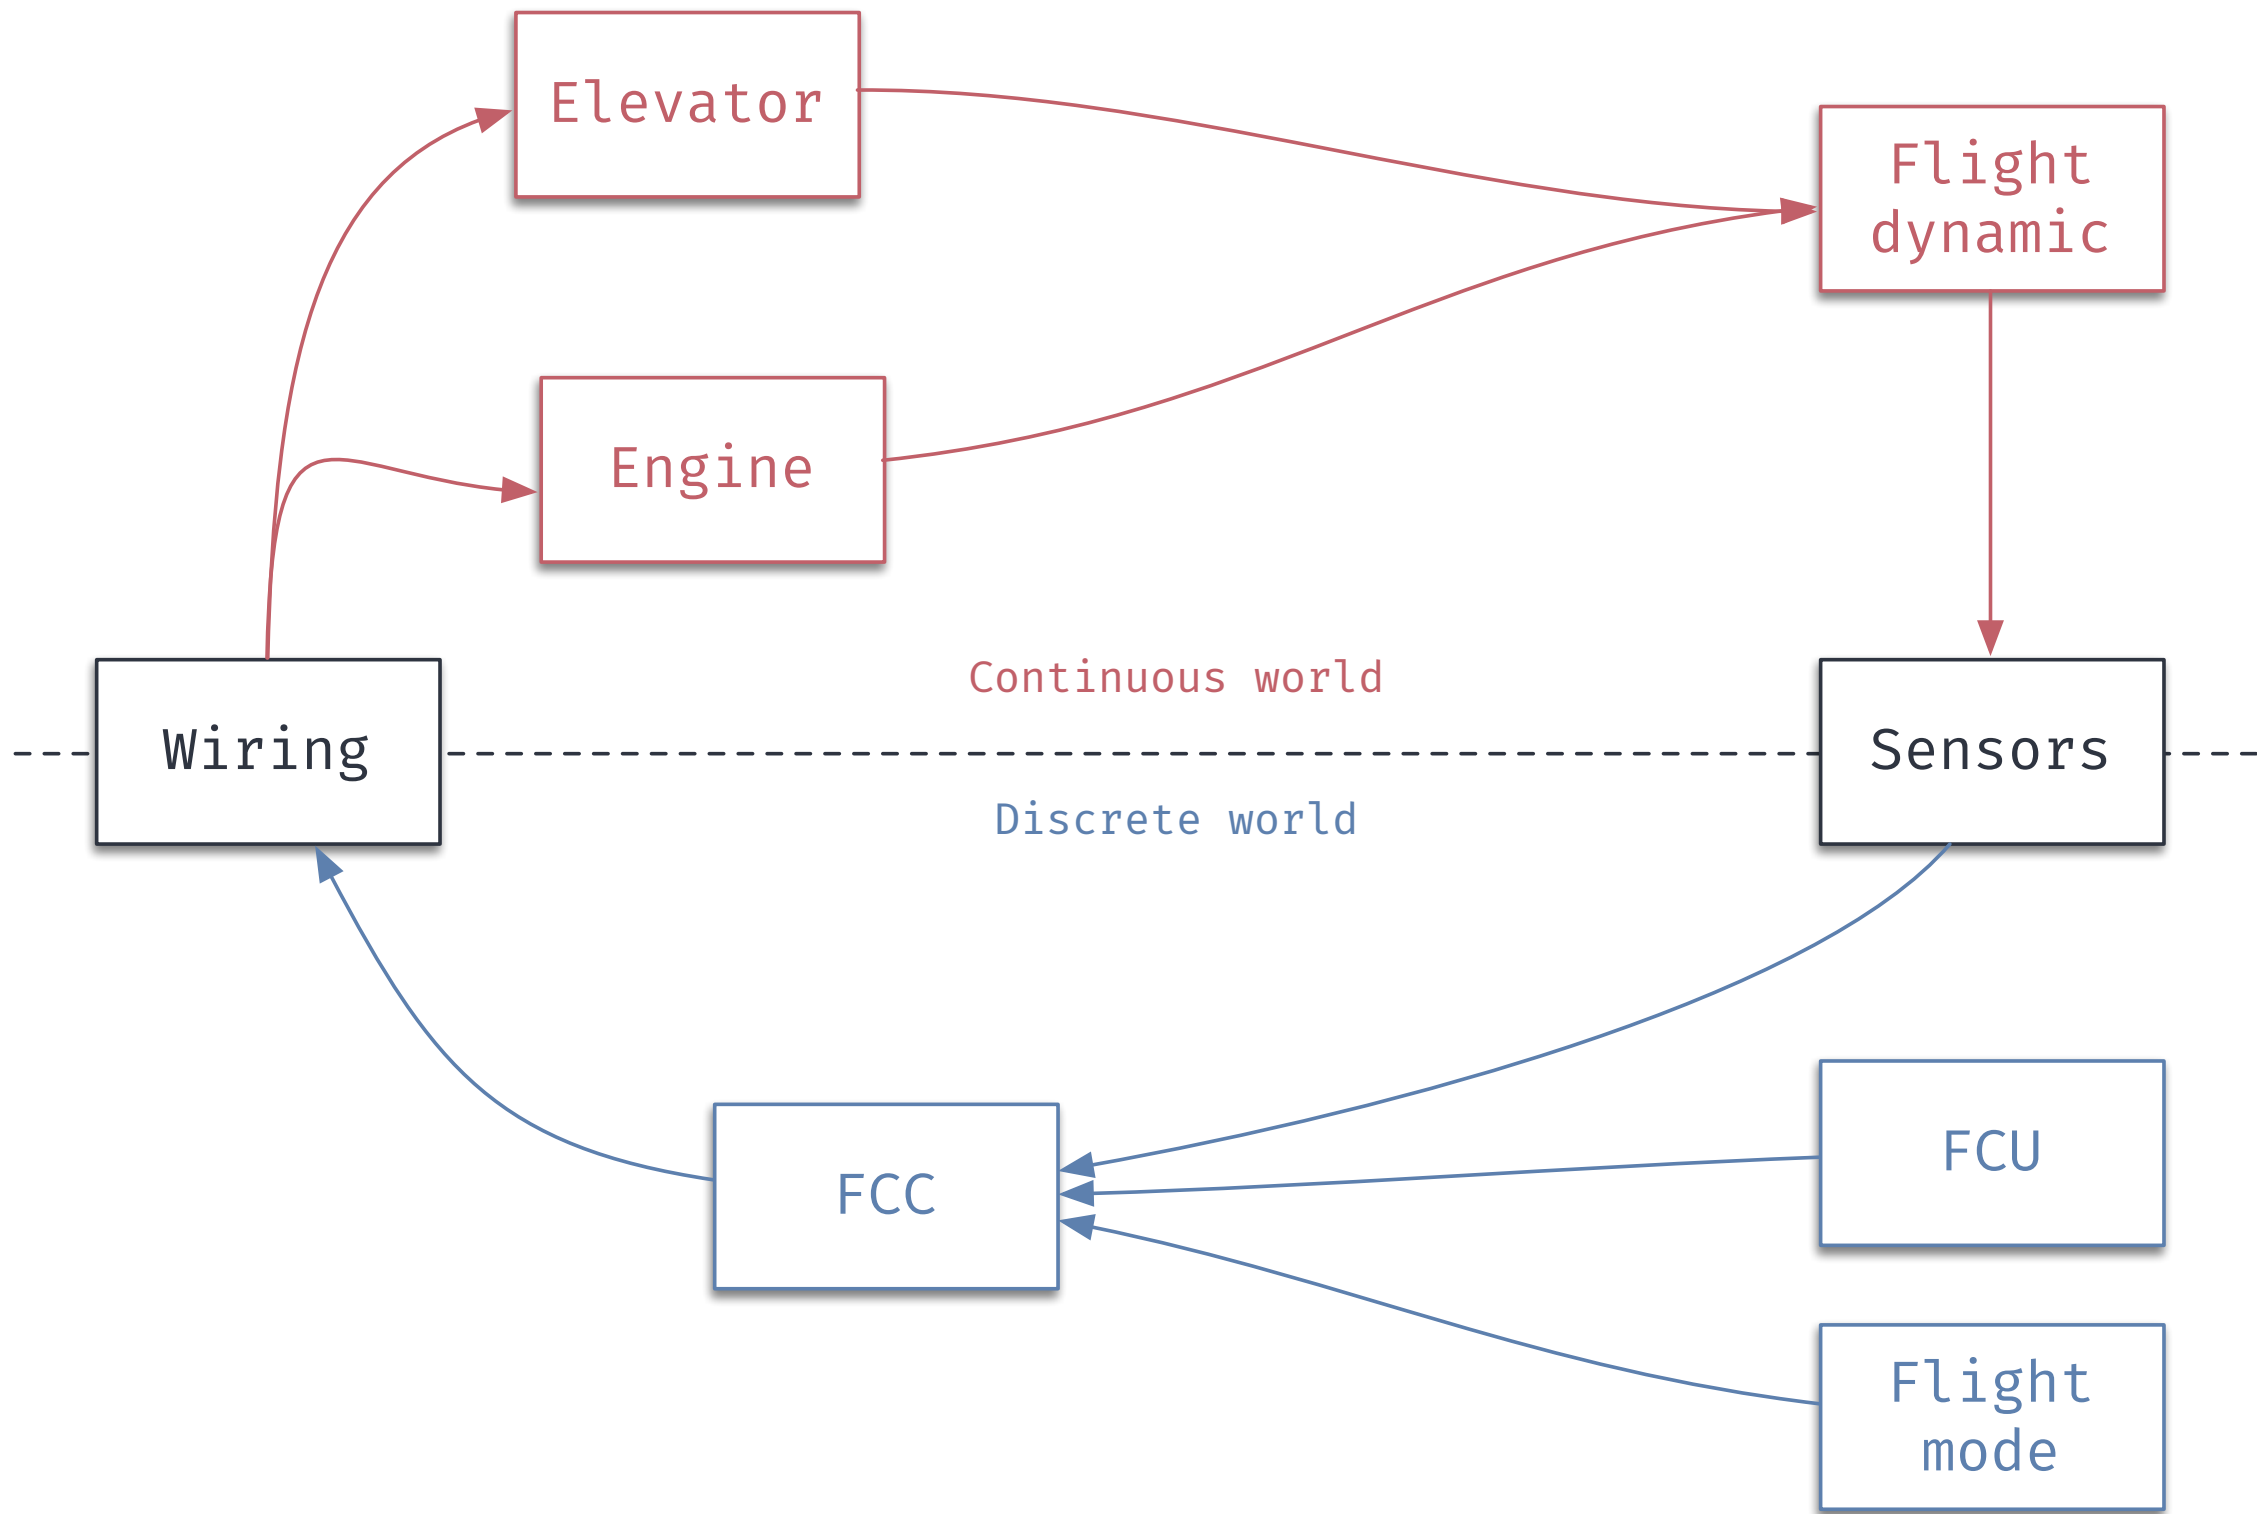 Elevator
Flight
dynamic
Engine
Continuous world
Wiring
Sensors
Discrete world
FCU
FCC
Flight
mode